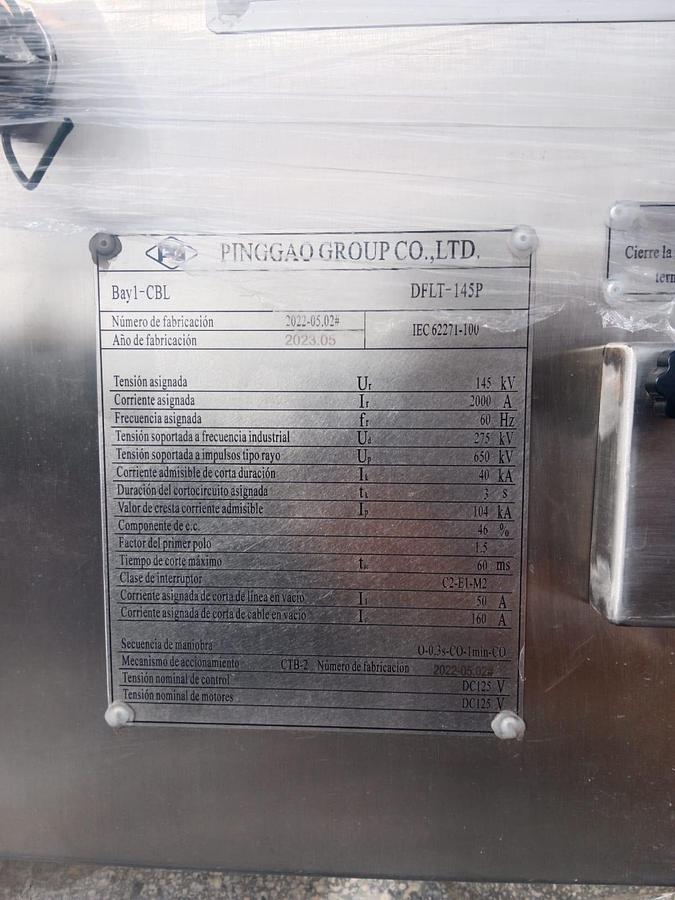 PG PINGGAO GROUP CO.,LTD.
Bay1-CBL DFLT-145P
Número de fabricación 2022-05.02# IEC 62271-100
Año de fabricación 2023.05
Tensión asignada Ur 145 kV
Corriente asignada Ir 2000 A
Frecuencia asignada fr 60 Hz
Tensión soportada a frecuencia industrial Ud 275 kV
Tensión soportada a impulsos tipo rayo Up 650 kV
Corriente admisible de corta duración Ik 40 kA
Duración del cortocircuito asignada tk 3 s
Valor de cresta corriente admisible Ip 104 kA
Componente de c.c. 46 %
Factor del primer polo 1.5
Tiempo de corte máximo 60 ms
Clase de interruptor C2-E1-M2
Corriente asignada de corta de línea en vacío Il 50 A
Corriente asignada de corta de cable en vacío Ic 160 A
Secuencia de maniobra O-0.3s-CO-1min-CO
Mecanismo de accionamiento CTB-2 Número de fabricación 2022-05.02#
Tensión nominal de control DC125 V
Tensión nominal de motores DC125 V
Cierre la